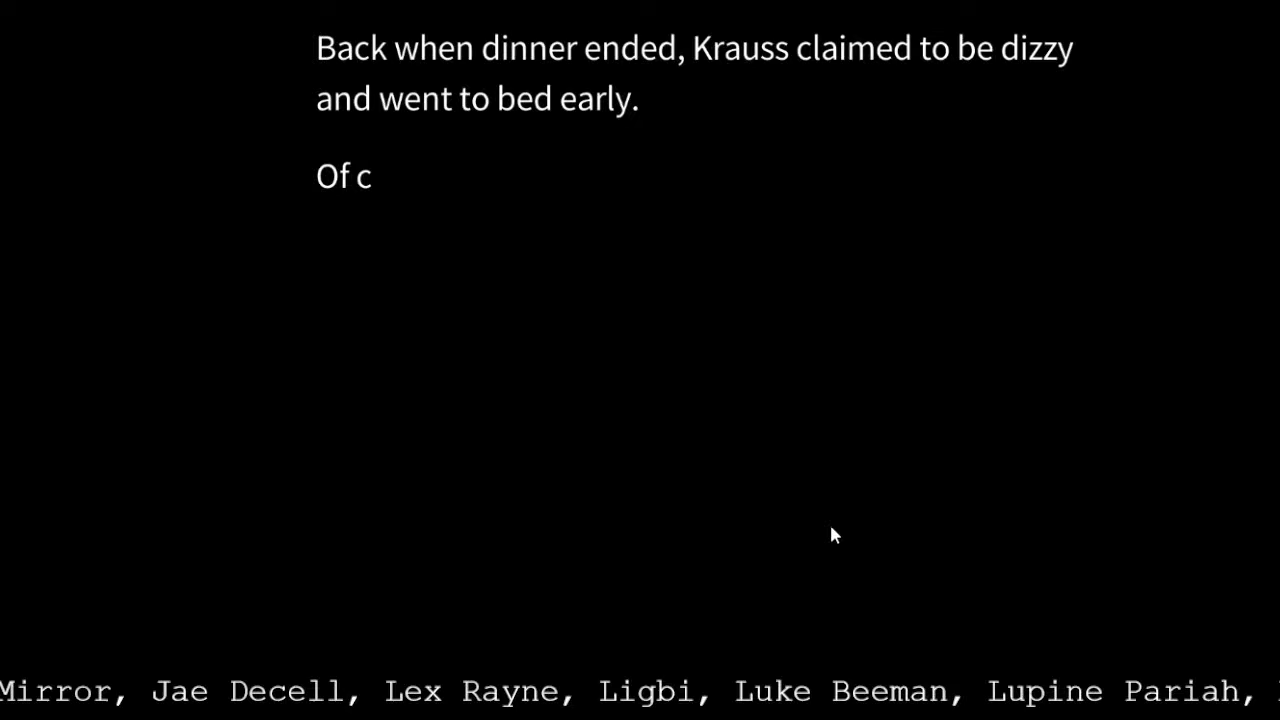 Back when dinner ended, Krauss claimed to be dizzy
and went to bed early.
Of c
Mirror, Jae Decell, Lex Rayne, Ligbi, Luke Beeman, Lupine Pariah,